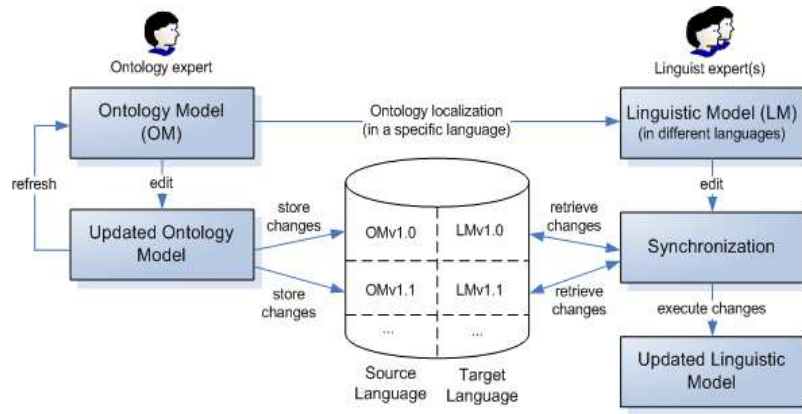 Ontology expert
Linguist expert(s)
Ontology Model
(OM)
Ontology localization
(in a specific language)
Linguistic Model (LM)
(in different languages)
refresh
edit
edit
Updated Ontology
Model
store
changes
OMv1.0
LMv1.0
retrieve
changes
Synchronization
store
changes
OMv1.1
LMv1.1
retrieve
changes
execute changes
...
...
Source
Language
Target
Language
Updated Linguistic
Model